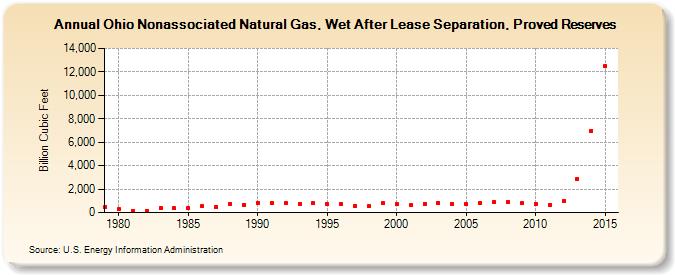 Annual Ohio Nonassociated Natural Gas, Wet After Lease Separation, Proved Reserves
Billion Cubic Feet
14,000
12,000
10,000
8,000
6,000
4,000
2,000
0
1980 1985 1990 1995 2000 2005 2010 2015
Source: U.S. Energy Information Administration